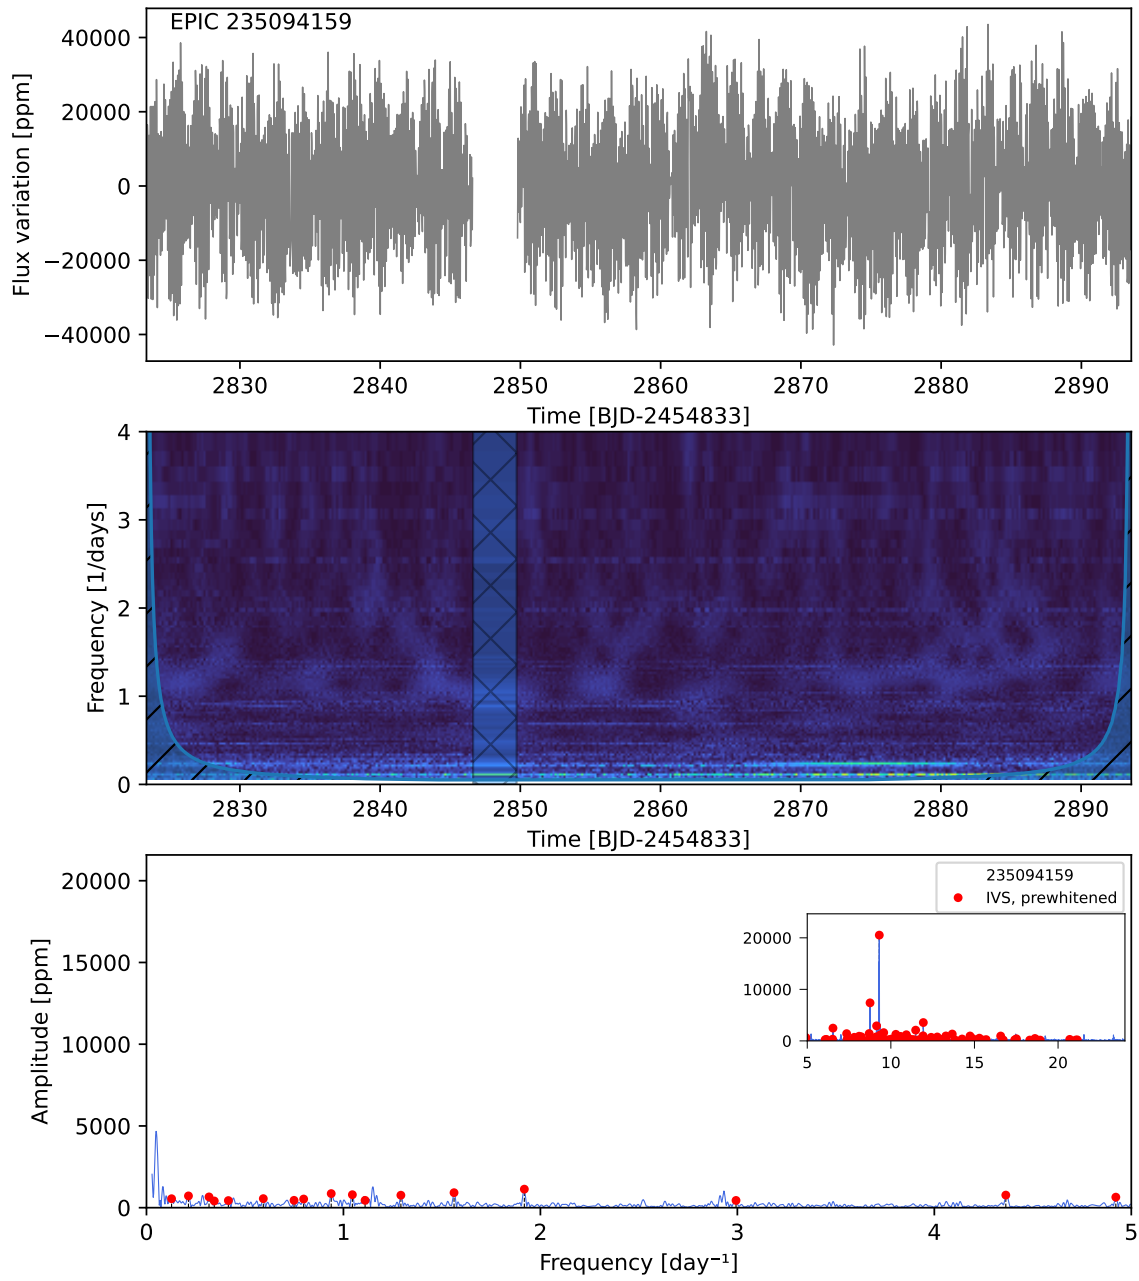 EPIC 235094159
40000
20000
0
−20000
−40000
Flux variation [ppm]
2830 2840 2850 2860 2870 2880 2890
Time [BJD-2454833]
4
3
2
1
0
Frequency [1/days]
2830 2840 2850 2860 2870 2880 2890
Time [BJD-2454833]
20000
15000
10000
5000
0
Amplitude [ppm]
235094159
IVS, prewhitened
20000
10000
0
5 10 15 20
0 1 2 3 4 5
Frequency [day⁻¹]